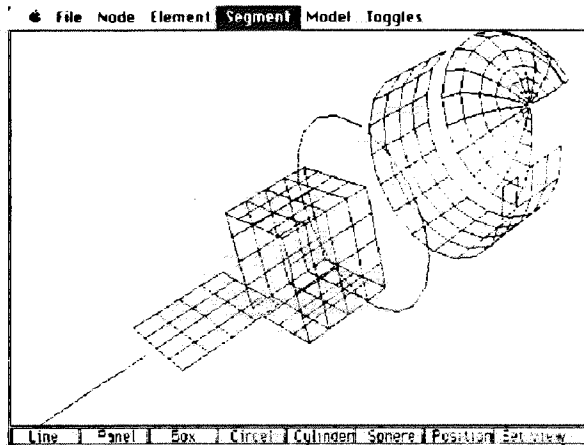 File Node Element Segment Model Toggles
Line Panel Box Circel Cylinder Sphere Position Set view